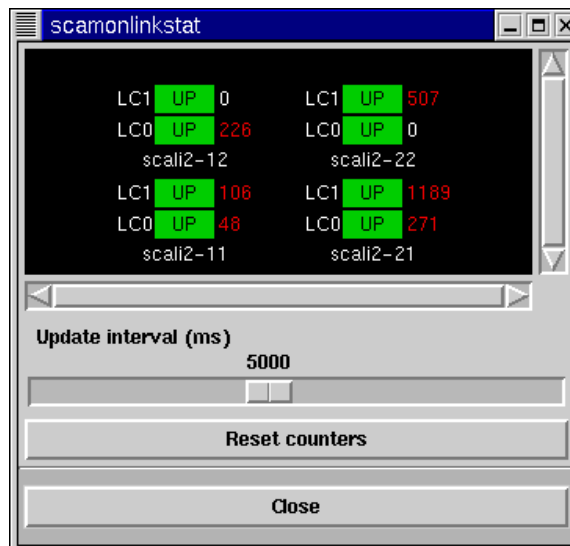 scamonlinkstat
LC1 UP 0 LC1 UP 507
LC0 UP 226 LC0 UP 0
scali2-12 scali2-22
LC1 UP 106 LC1 UP 1189
LC0 UP 48 LC0 UP 271
scali2-11 scali2-21
Update interval (ms)
5000
Reset counters
Close